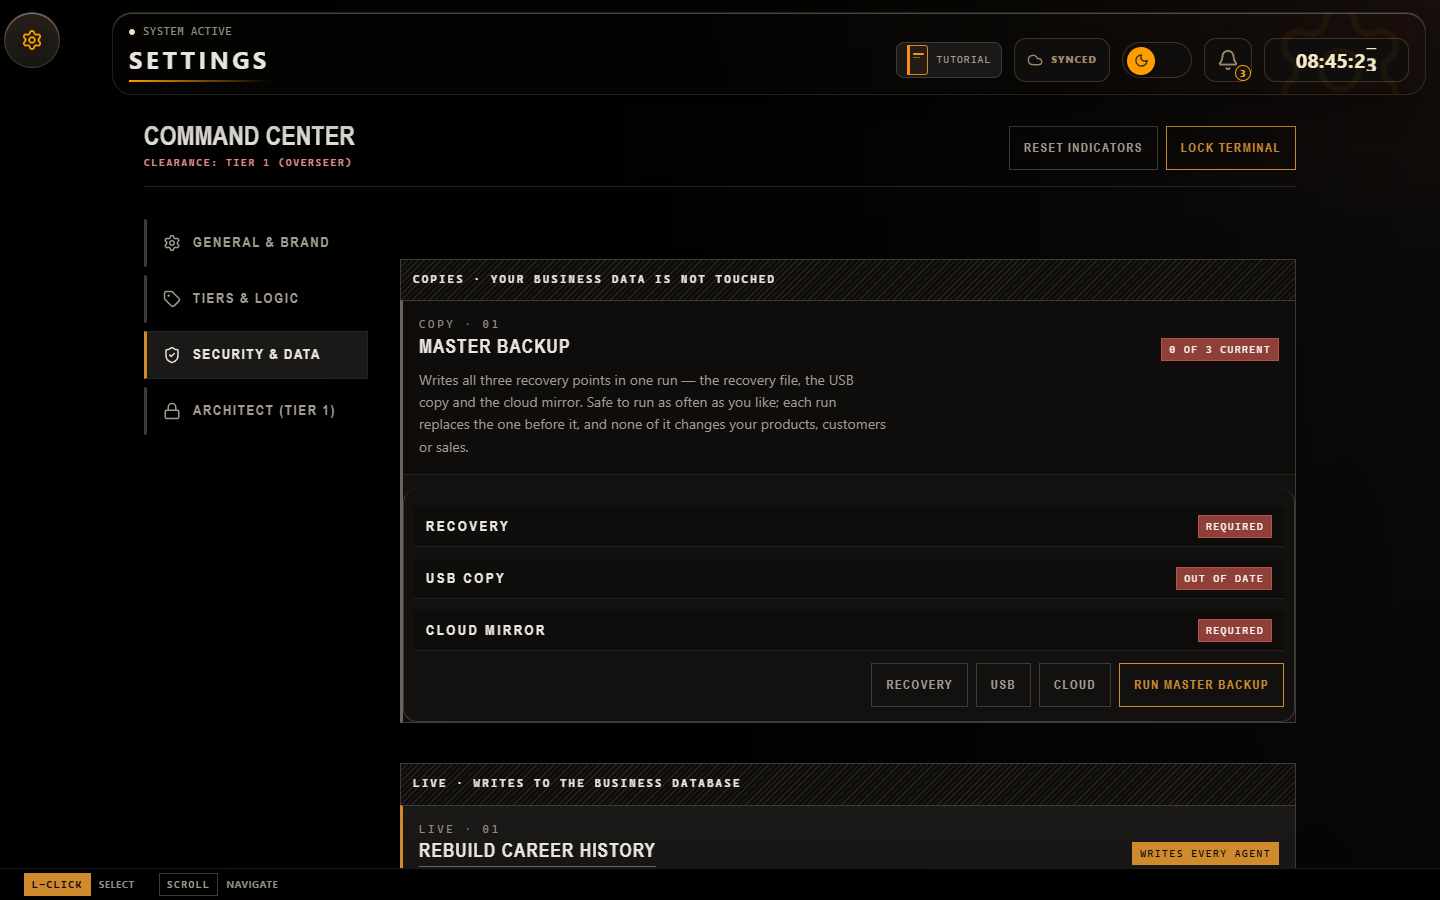 SYSTEM ACTIVE
SETTINGS
TUTORIAL
SYNCED
3
08:45:23
COMMAND CENTER
CLEARANCE: TIER 1 (OVERSEER)
RESET INDICATORS
LOCK TERMINAL
GENERAL & BRAND
TIERS & LOGIC
SECURITY & DATA
ARCHITECT (TIER 1)
COPIES · YOUR BUSINESS DATA IS NOT TOUCHED
COPY · 01
MASTER BACKUP
0 OF 3 CURRENT
Writes all three recovery points in one run — the recovery file, the USB
copy and the cloud mirror. Safe to run as often as you like; each run
replaces the one before it, and none of it changes your products, customers
or sales.
RECOVERY
REQUIRED
USB COPY
OUT OF DATE
CLOUD MIRROR
REQUIRED
RECOVERY
USB
CLOUD
RUN MASTER BACKUP
LIVE · WRITES TO THE BUSINESS DATABASE
LIVE · 01
REBUILD CAREER HISTORY
WRITES EVERY AGENT
L-CLICK
SELECT
SCROLL
NAVIGATE